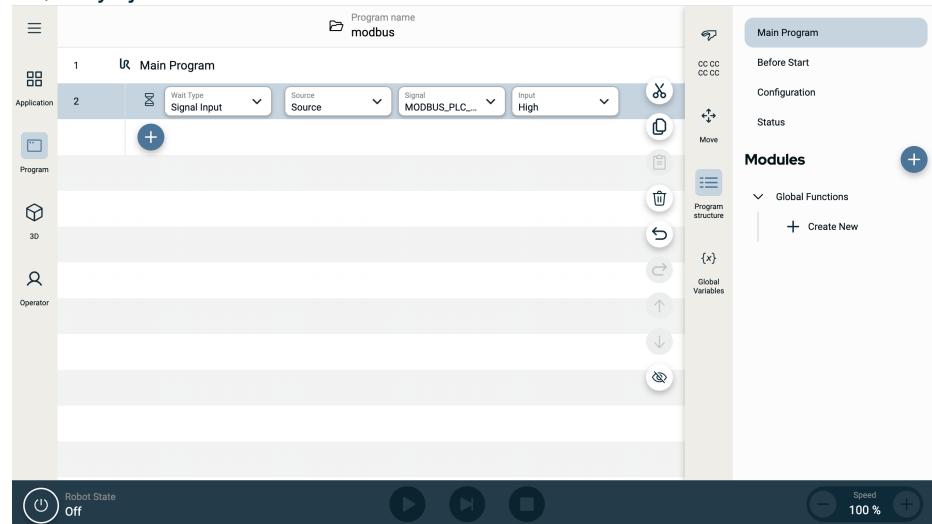 Program name
modbus
1 Main Program
2
Wait Type
Signal Input
Source
Source
Signal
MODBUS_PLC_...
Input
High
Application
Program
3D
Operator
CC CC
CC CC
Move
Program
structure
{x}
Global
Variables
Main Program
Before Start
Configuration
Status
Modules
Global Functions
Create New
Robot State
Off
Speed
100 %